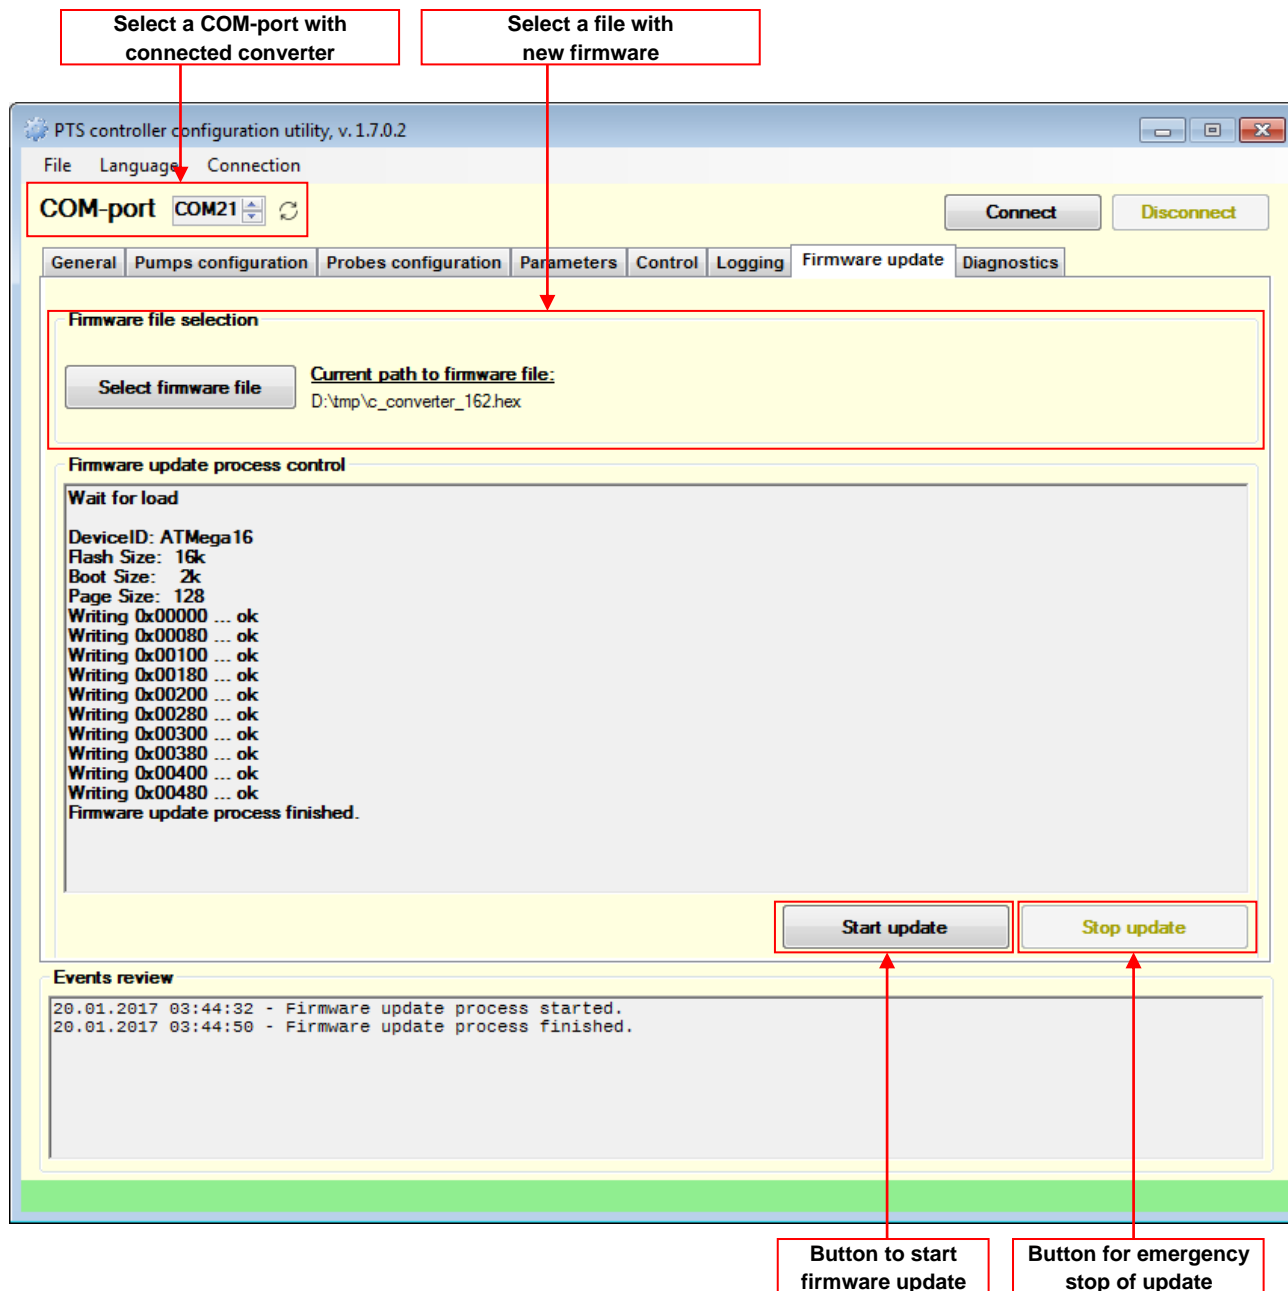 Select a COM-port with
connected converter
Select a file with
new firmware
PTS controller configuration utility, v. 1.7.0.2
File Language Connection
COM-port COM21 Connect Disconnect
General Pumps configuration Probes configuration Parameters Control Logging Firmware update Diagnostics
Firmware file selection
Select firmware file
Current path to firmware file:
D:\tmp\c_converter_162.hex
Firmware update process control
Wait for load
DeviceID: ATMega16
Flash Size: 16k
Boot Size: 2k
Page Size: 128
Writing 0x00000 ... ok
Writing 0x00080 ... ok
Writing 0x00100 ... ok
Writing 0x00180 ... ok
Writing 0x00200 ... ok
Writing 0x00280 ... ok
Writing 0x00300 ... ok
Writing 0x00380 ... ok
Writing 0x00400 ... ok
Writing 0x00480 ... ok
Firmware update process finished.
Start update Stop update
Events review
20.01.2017 03:44:32 - Firmware update process started.
20.01.2017 03:44:50 - Firmware update process finished.
Button to start
firmware update
Button for emergency
stop of update